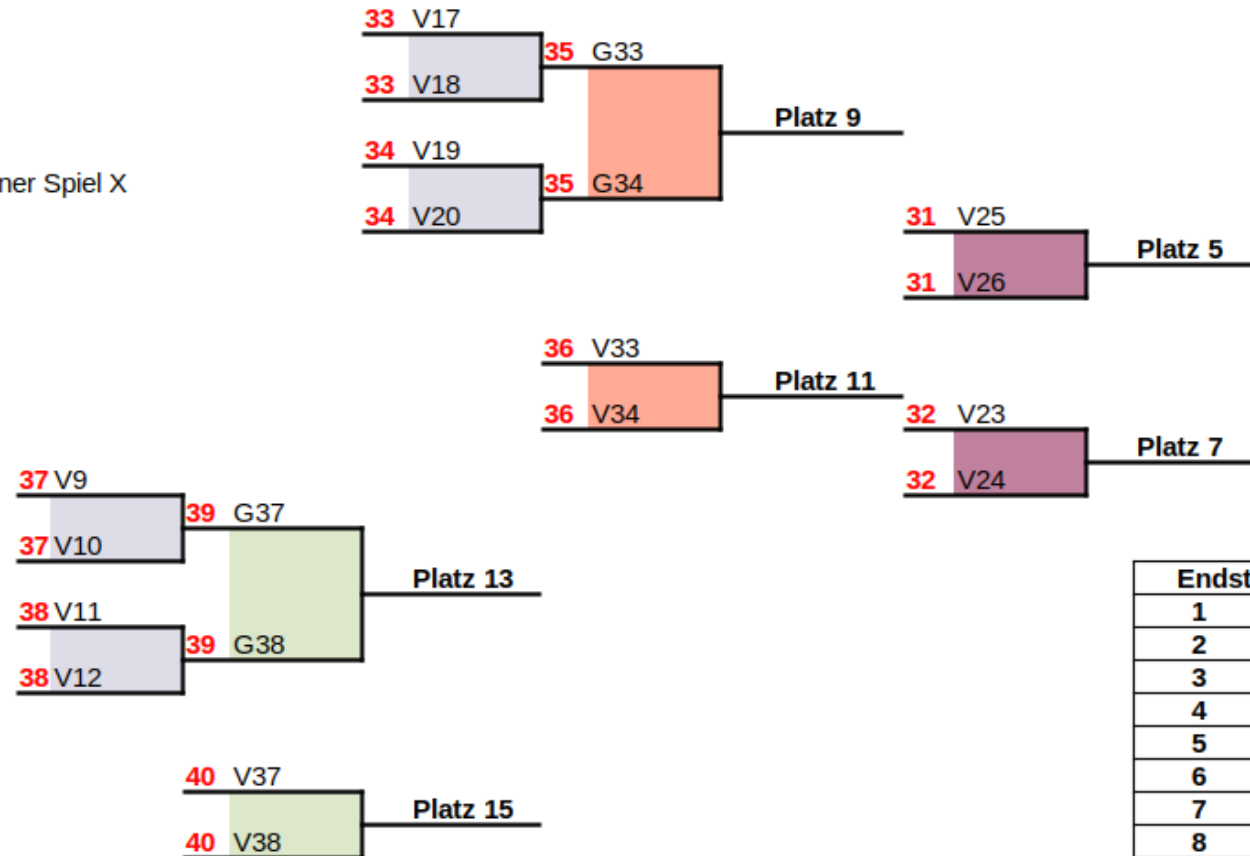 33 V17
35 G33
33 V18
Platz 9
34 V19
ner Spiel X
35 G34
34 V20
31 V25
Platz 5
31 V26
36 V33
Platz 11
36 V34
32 V23
Platz 7
32 V24
37 V9
39 G37
37 V10
Platz 13
38 V11
39 G38
38 V12
Endst
1
2
3
4
5
6
7
8
40 V37
Platz 15
40 V38